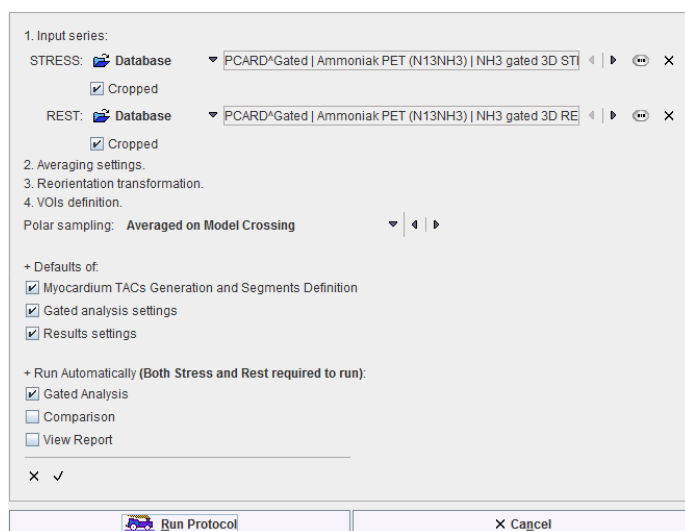 1. Input series:
STRESS: Database PCARD^Gated | Ammoniak PET (N13NH3) | NH3 gated 3D STI
Cropped
REST: Database PCARD^Gated | Ammoniak PET (N13NH3) | NH3 gated 3D RE
Cropped
2. Averaging settings.
3. Reorientation transformation.
4. VOIs definition.
Polar sampling: Averaged on Model Crossing
+ Defaults of:
Myocardium TACs Generation and Segments Definition
Gated analysis settings
Results settings
+ Run Automatically (Both Stress and Rest required to run):
Gated Analysis
Comparison
View Report
Run Protocol Cancel